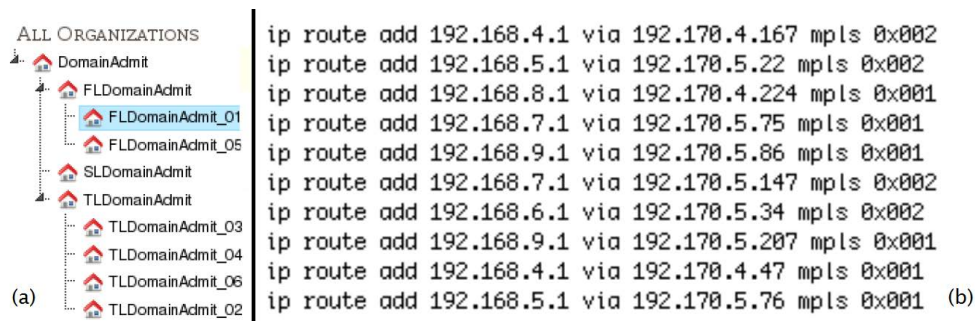 ALL ORGANIZATIONS
DomainAdmit
FLDomainAdmit
FLDomainAdmit_01
FLDomainAdmit_05
SLDomainAdmit
TLDomainAdmit
TLDomainAdmit_03
TLDomainAdmit_04
TLDomainAdmit_06
TLDomainAdmit_02
(a)
ip route add 192.168.4.1 via 192.170.4.167 mpls 0x002
ip route add 192.168.5.1 via 192.170.5.22 mpls 0x002
ip route add 192.168.8.1 via 192.170.4.224 mpls 0x001
ip route add 192.168.7.1 via 192.170.5.75 mpls 0x001
ip route add 192.168.9.1 via 192.170.5.86 mpls 0x001
ip route add 192.168.7.1 via 192.170.5.147 mpls 0x002
ip route add 192.168.6.1 via 192.170.5.34 mpls 0x002
ip route add 192.168.9.1 via 192.170.5.207 mpls 0x001
ip route add 192.168.4.1 via 192.170.4.47 mpls 0x001
ip route add 192.168.5.1 via 192.170.5.76 mpls 0x001
(b)